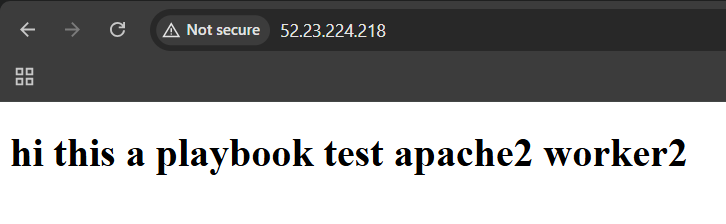 Not secure 52.23.224.218
hi this a playbook test apache2 worker2